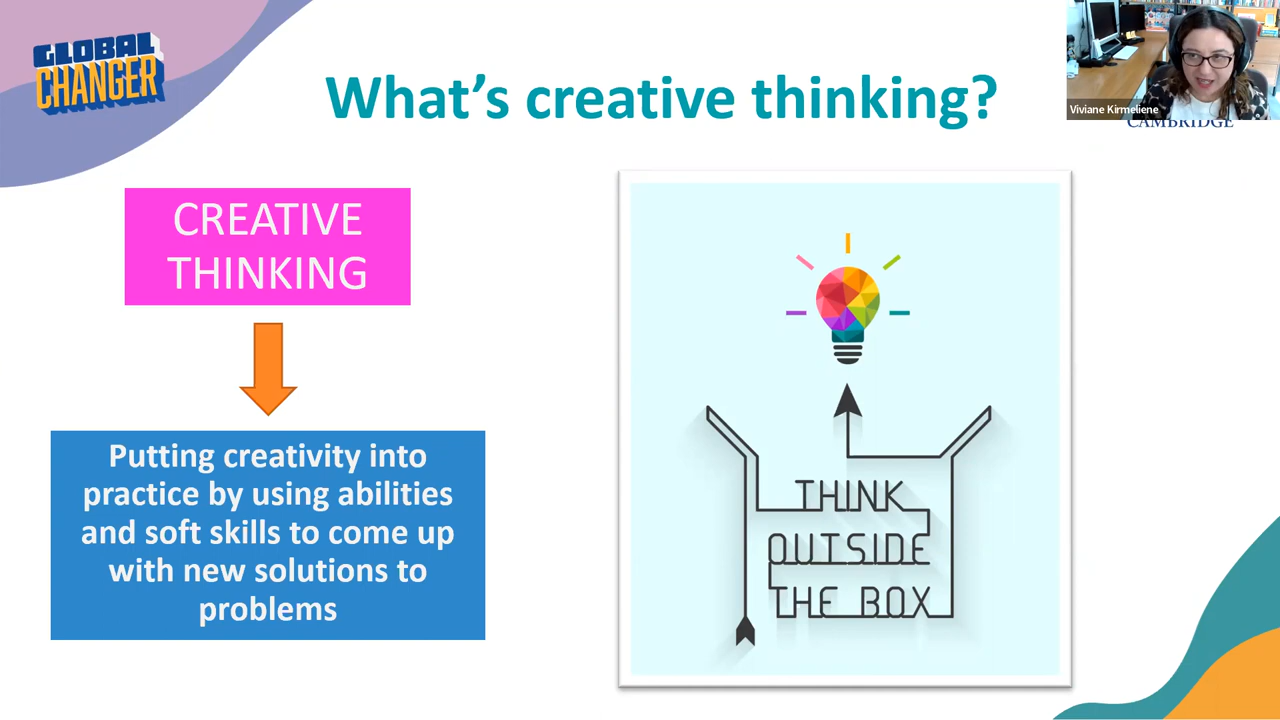 GLOBAL
CHANGER
What's creative thinking?
Viviane Kirmeliene
CAMBRIDGE
CREATIVE
THINKING
Putting creativity into
practice by using abilities
and soft skills to come up
with new solutions to
problems
THINK
OUTSIDE
THE BOX